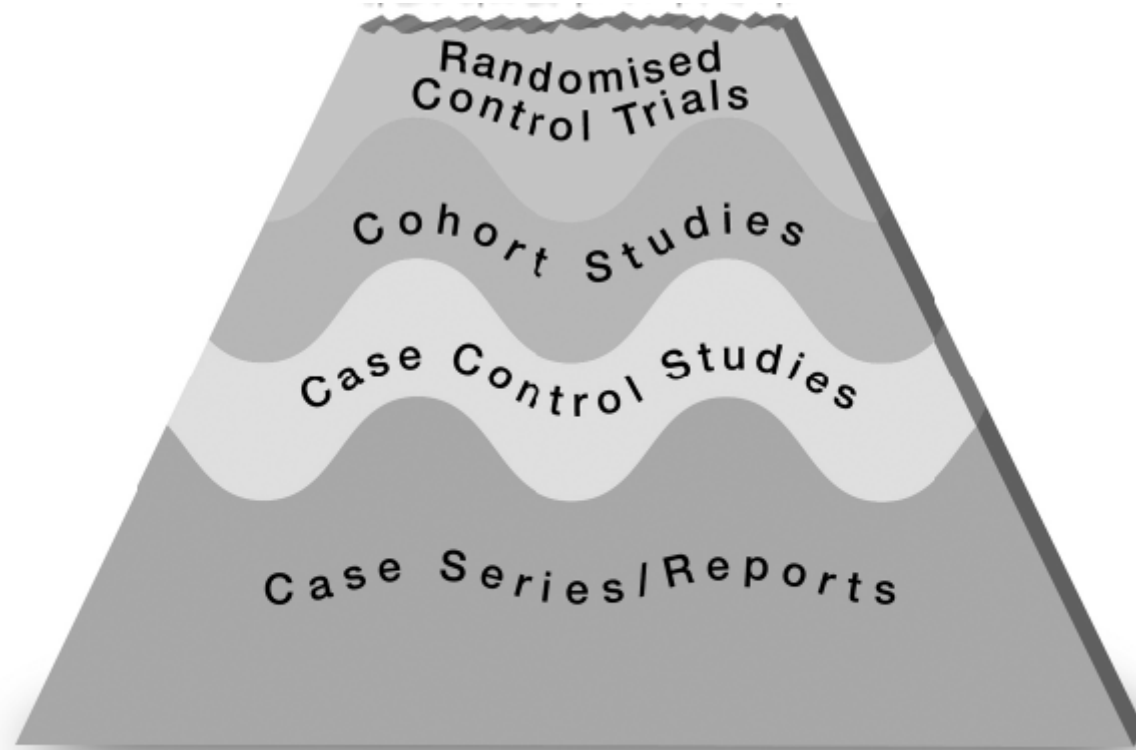 Randomised
Control Trials
Cohort Studies
Case Control Studies
Case Series/Reports